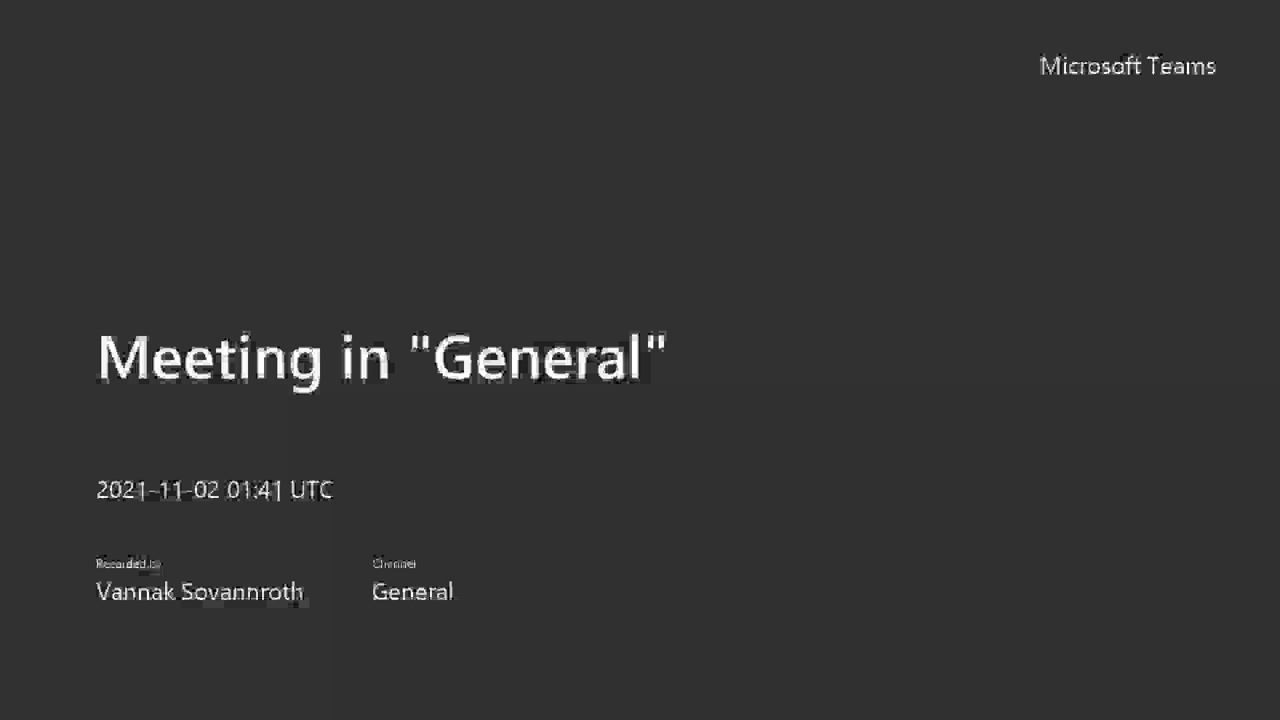 Microsoft Teams
Meeting in "General"
2021-11-02 01:41 UTC
Recorded by
Channel
Vannak Sovannroth
General